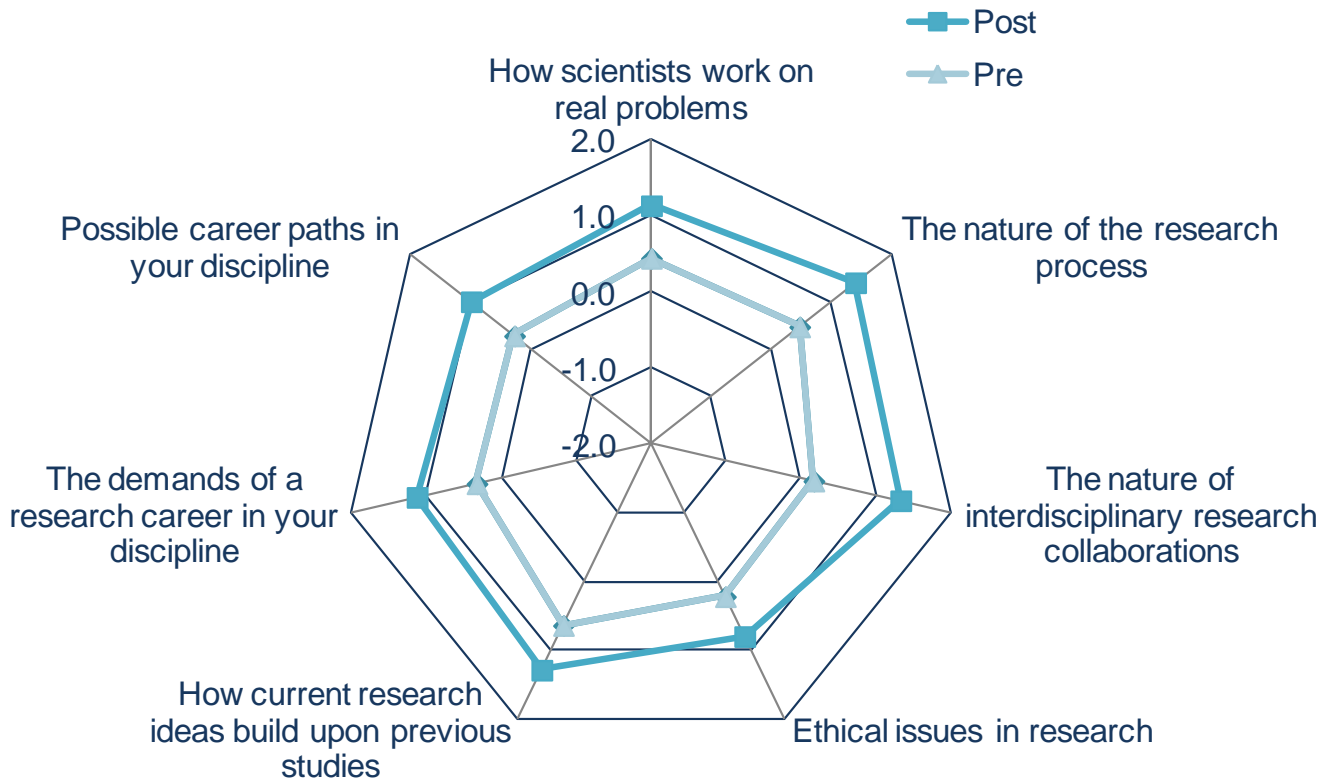 Post
Pre
How scientists work on
real problems
2.0
1.0
0.0
-1.0
-2.0
The nature of the research
process
The nature of
interdisciplinary research
collaborations
Ethical issues in research
How current research
ideas build upon previous
studies
The demands of a
research career in your
discipline
Possible career paths in
your discipline